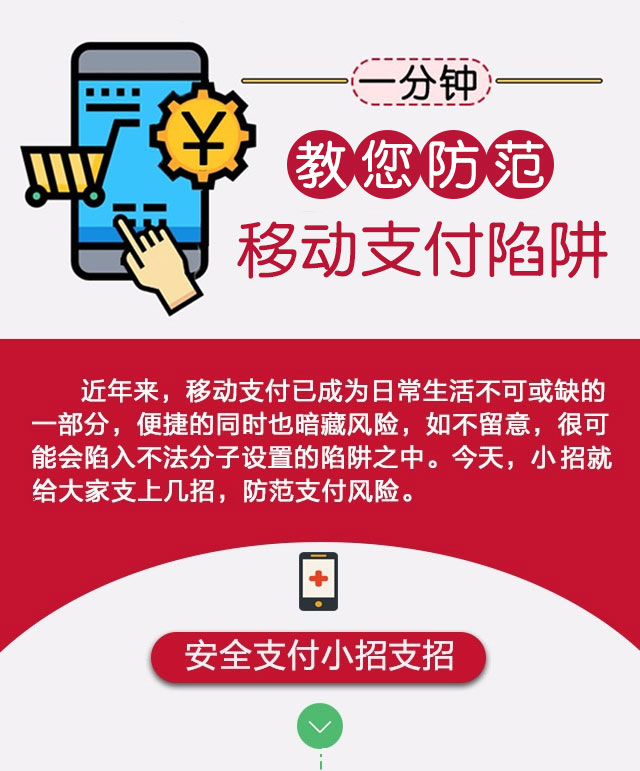 一分钟
教您防范
移动支付陷阱
¥
近年来，移动支付已成为日常生活不可或缺的
一部分，便捷的同时也暗藏风险，如不留意，很可
能会陷入不法分子设置的陷阱之中。今天，小招就
给大家支上几招，防范支付风险。
安全支付小招支招